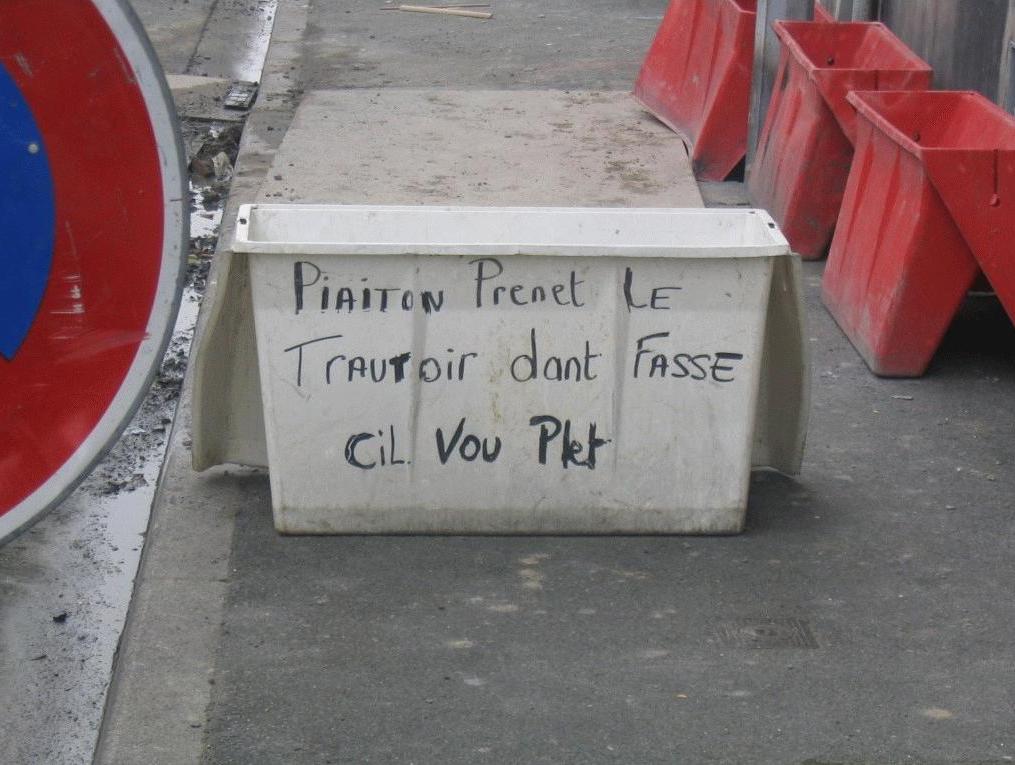 PIAITON Prenet LE
TRAUTOIR dant FASSE
CiL Vou Plet